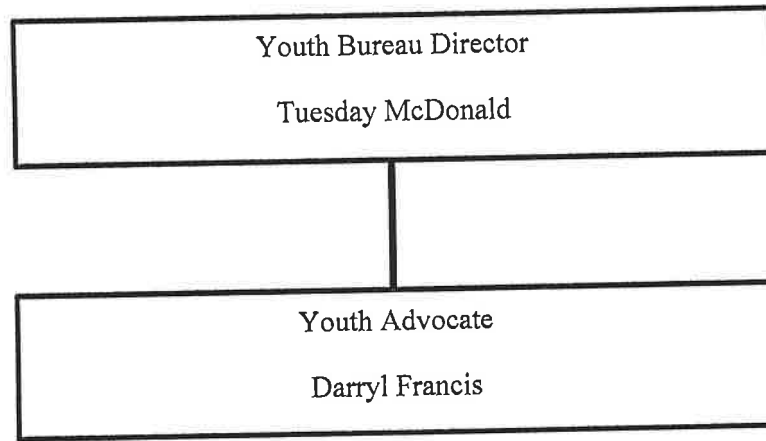 Youth Bureau Director
Tuesday McDonald
Youth Advocate
Darryl Francis